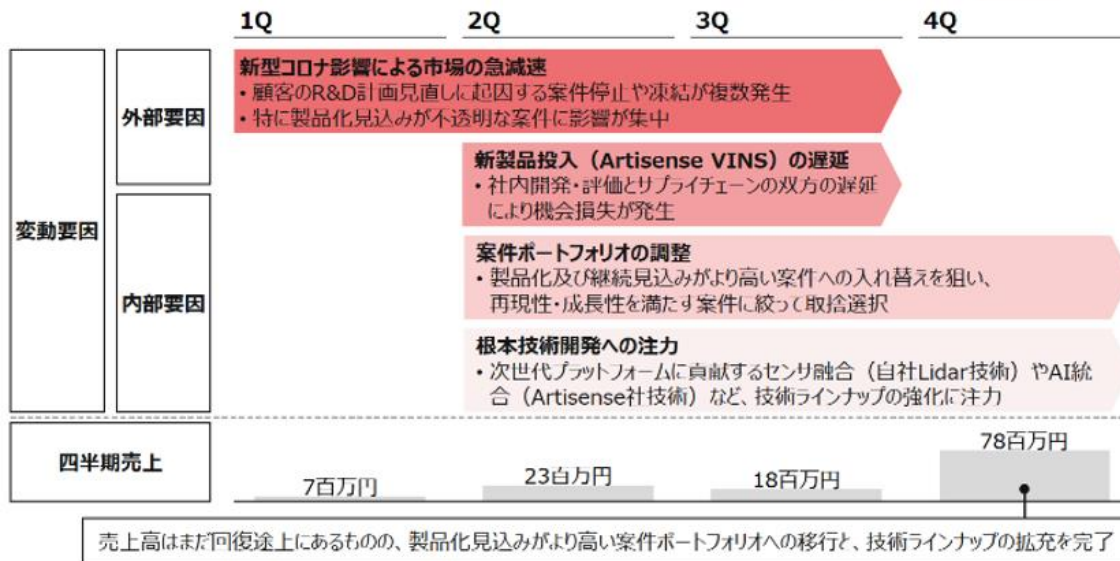 1Q 2Q 3Q 4Q
変動要因
外部要因
内部要因
新型コロナ影響による市場の急減速
・顧客のR&D計画見直しに起因する案件停止や凍結が複数発生
・特に製品化見込みが不透明な案件に影響が集中
新製品投入（Artisense VINS）の遅延
・社内開発・評価とサプライチェーンの双方の遅延
により機会損失が発生
案件ポートフォリオの調整
・製品化及び継続見込みがより高い案件への入れ替えを狙い、
再現性・成長性を満たす案件に絞って取捨選択
根本技術開発への注力
・次世代プラットフォームに貢献するセンサ融合（自社Lidar技術）やAI統
合（Artisense社技術）など、技術ラインナップの強化に注力
四半期売上
7百万円
23百万円
18百万円
78百万円
売上高はまだ回復途上にあるものの、製品化見込みがより高い案件ポートフォリオへの移行と、技術ラインナップの拡充を完了